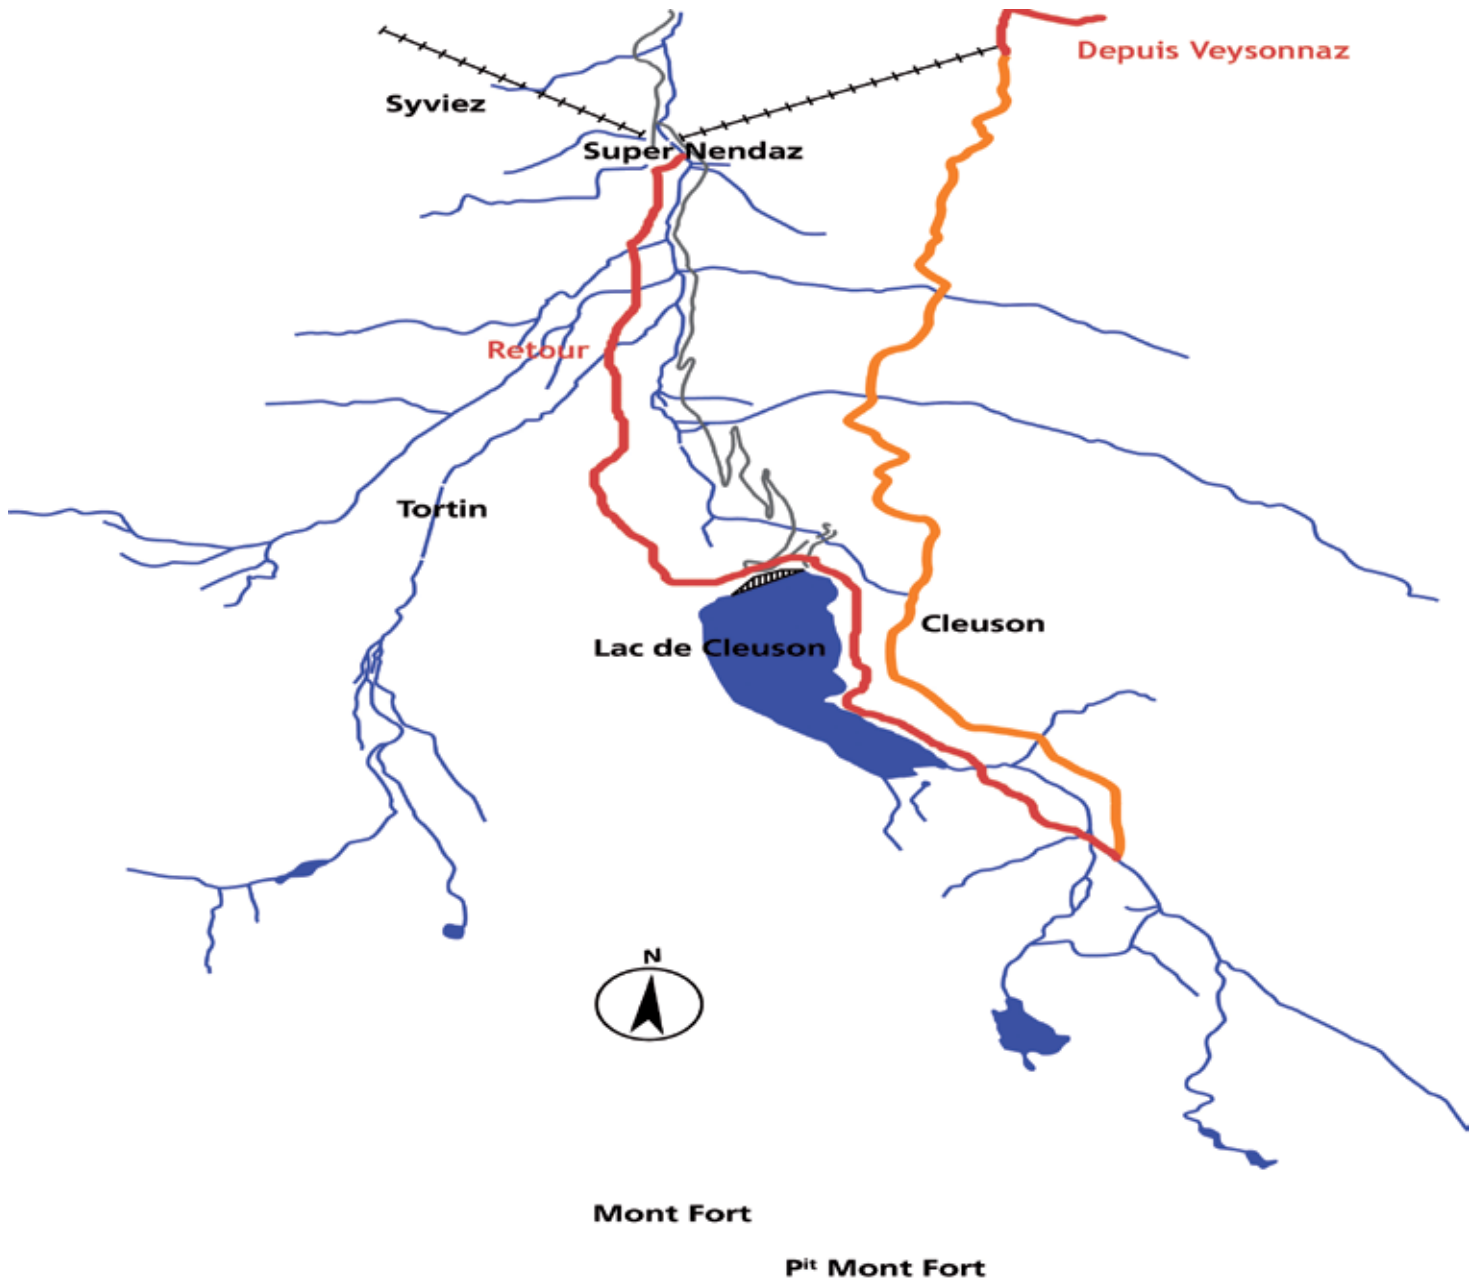 Depuis Veysonnaz
Syviez
Super Nendaz
Retour
Tortin
Cleuson
Lac de Cleuson
N
Mont Fort
Pit Mont Fort